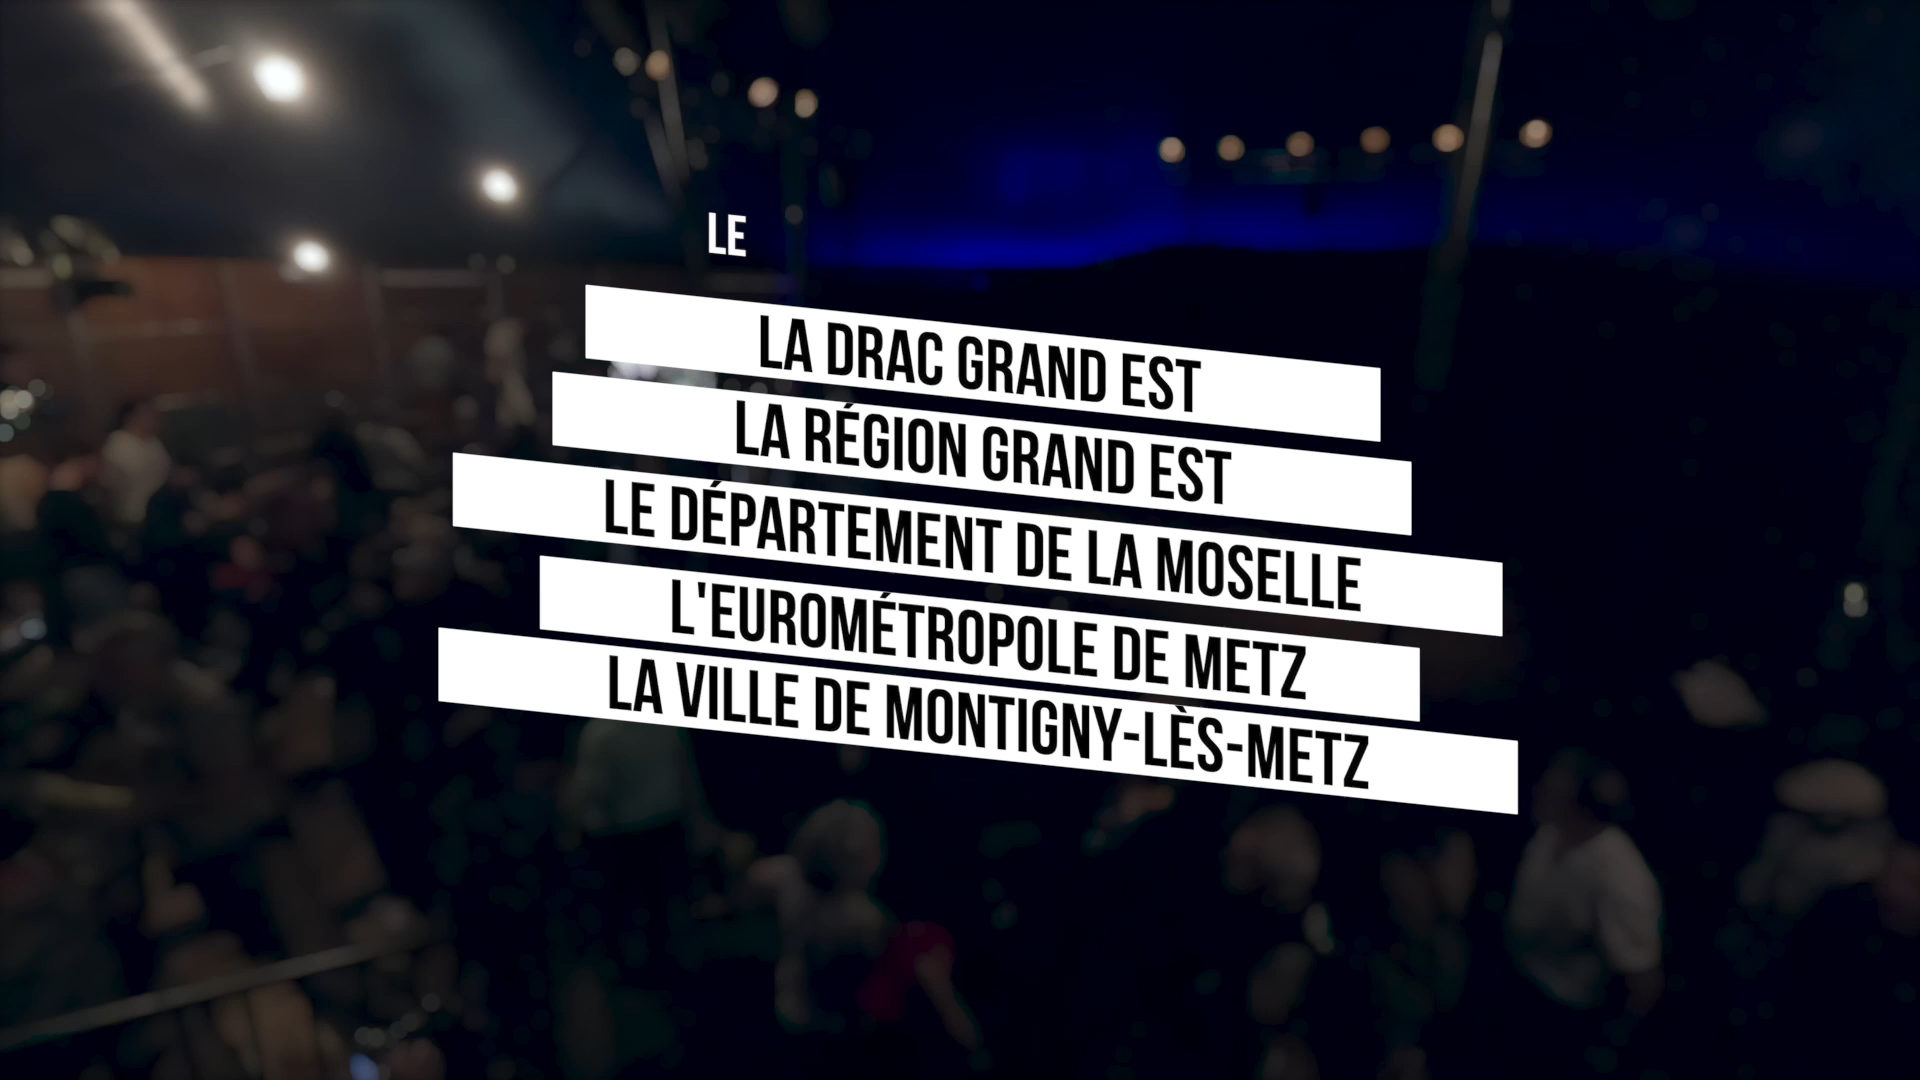 LE
LA DRAC GRAND EST
LA RÉGION GRAND EST
LE DÉPARTEMENT DE LA MOSELLE
L'EUROMÉTROPOLE DE METZ
LA VILLE DE MONTIGNY-LÈS-METZ